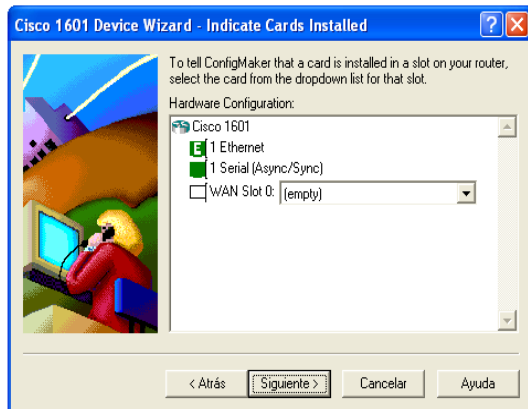 Cisco 1601 Device Wizard - Indicate Cards Installed
To tell ConfigMaker that a card is installed in a slot on your router,
select the card from the dropdown list for that slot.
Hardware Configuration:
Cisco 1601
E 1 Ethernet
1 Serial (Async/Sync)
WAN Slot 0: (empty)
< Atrás Siguiente > Cancelar Ayuda